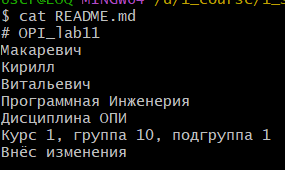 $ cat README.md
# OPI_lab11
Макаревич
Кирилл
Витальевич
Программная Инженерия
Дисциплина ОПИ
Курс 1, группа 10, подгруппа 1
Внёс изменения